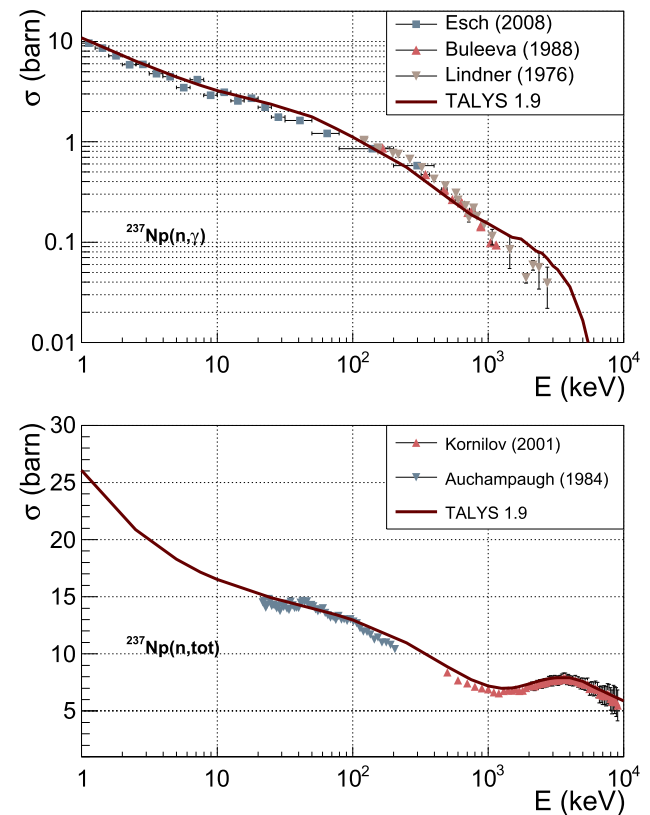 σ (barn)
10
1
0.1
0.01
Esch (2008)
Buleeva (1988)
Lindner (1976)
TALYS 1.9
²³⁷Np(n,γ)
1 10 10² 10³ 10⁴
E (keV)
σ (barn)
30
25
20
15
10
5
Kornilov (2001)
Auchampaugh (1984)
TALYS 1.9
²³⁷Np(n,tot)
1 10 10² 10³ 10⁴
E (keV)